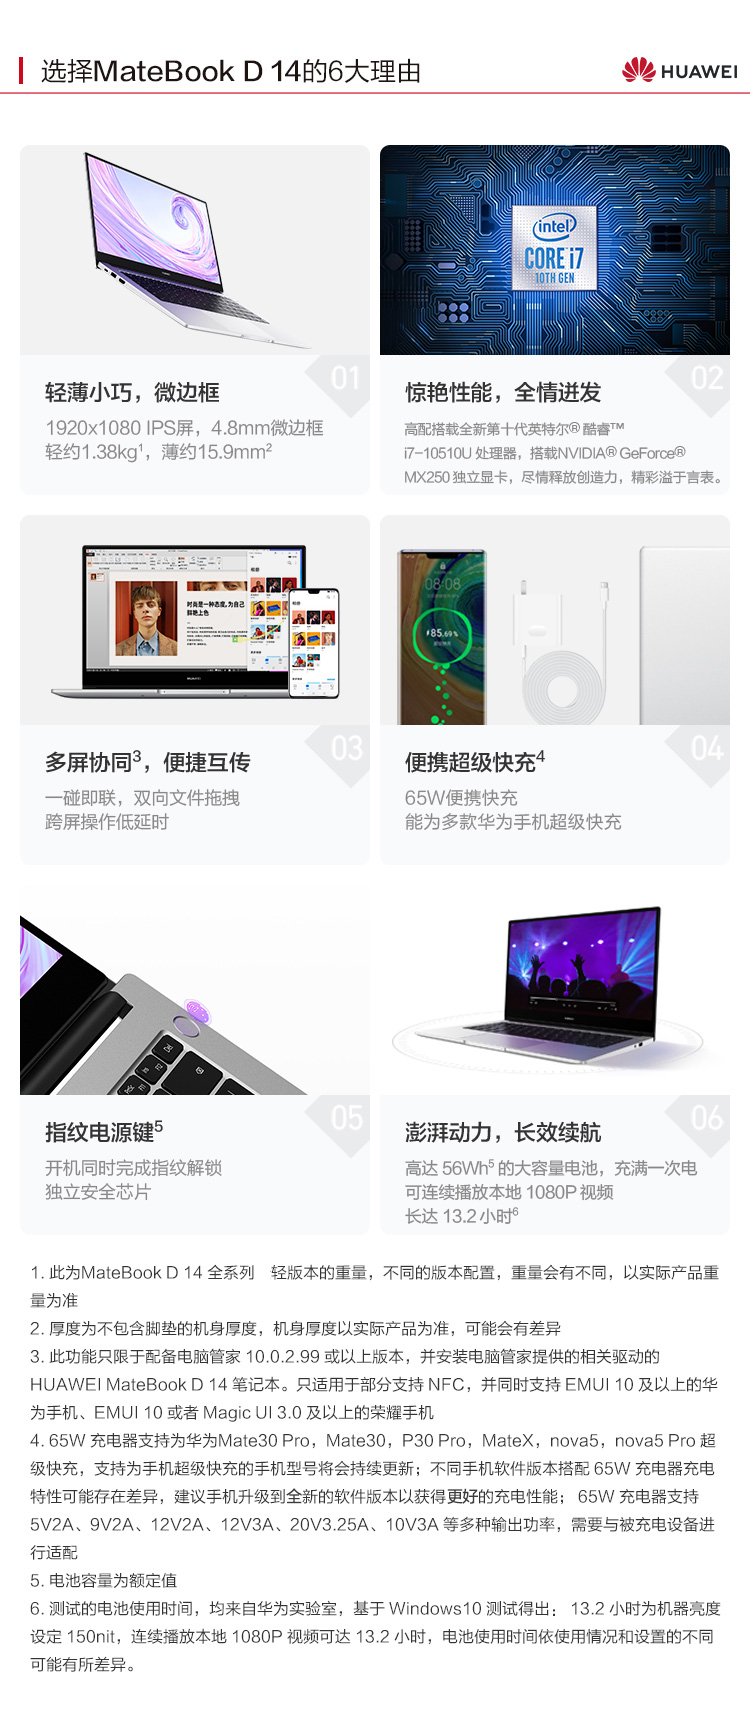 选择MateBook D 14的6大理由
HUAWEI
intel
CORE i7
10TH GEN
01
02
轻薄小巧，微边框
惊艳性能，全情迸发
1920x1080 IPS屏，4.8mm微边框
轻约1.38kg¹，薄约15.9mm²
高配搭载全新第十代英特尔® 酷睿™
i7-10510U 处理器，搭载NVIDIA® GeForce®
MX250 独立显卡，尽情释放创造力，精彩溢于言表。
时尚是一种态度,为自己
鲜艳上色
HUAWEI
08:08
85.69%
03
04
多屏协同³，便捷互传
便携超级快充⁴
一碰即联，双向文件拖拽
跨屏操作低延时
65W便携快充
能为多款华为手机超级快充
05
06
指纹电源键⁵
澎湃动力，长效续航
开机同时完成指纹解锁
独立安全芯片
高达 56Wh⁵ 的大容量电池，充满一次电
可连续播放本地 1080P 视频
长达 13.2 小时⁶
1. 此为MateBook D 14 全系列　轻版本的重量，不同的版本配置，重量会有不同，以实际产品重
量为准
2. 厚度为不包含脚垫的机身厚度，机身厚度以实际产品为准，可能会有差异
3. 此功能只限于配备电脑管家 10.0.2.99 或以上版本，并安装电脑管家提供的相关驱动的
HUAWEI MateBook D 14 笔记本。只适用于部分支持 NFC，并同时支持 EMUI 10 及以上的华
为手机、EMUI 10 或者 Magic UI 3.0 及以上的荣耀手机
4. 65W 充电器支持为华为Mate30 Pro，Mate30，P30 Pro，MateX，nova5，nova5 Pro 超
级快充，支持为手机超级快充的手机型号将会持续更新；不同手机软件版本搭配 65W 充电器充电
特性可能存在差异，建议手机升级到全新的软件版本以获得更好的充电性能； 65W 充电器支持
5V2A、9V2A、12V2A、12V3A、20V3.25A、10V3A 等多种输出功率，需要与被充电设备进
行适配
5. 电池容量为额定值
6. 测试的电池使用时间，均来自华为实验室，基于 Windows10 测试得出： 13.2 小时为机器亮度
设定 150nit，连续播放本地 1080P 视频可达 13.2 小时，电池使用时间依使用情况和设置的不同
可能有所差异。